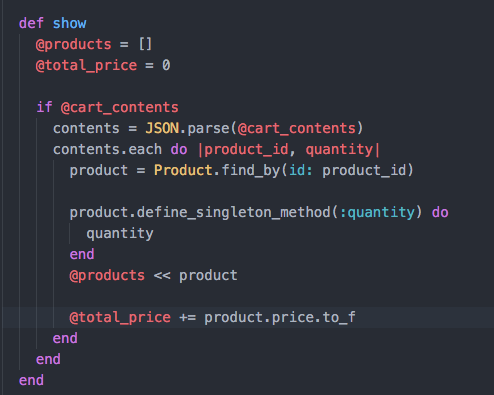 def show
@products = []
@total_price = 0
if @cart_contents
contents = JSON.parse(@cart_contents)
contents.each do |product_id, quantity|
product = Product.find_by(id: product_id)
product.define_singleton_method(:quantity) do
quantity
end
@products << product
@total_price += product.price.to_f
end
end
end